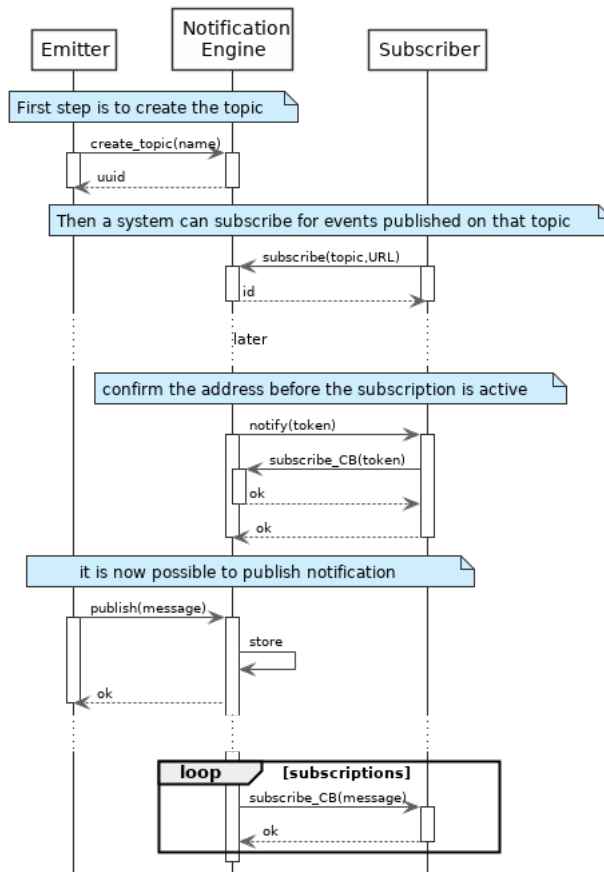 Emitter
Notification
Engine
Subscriber
First step is to create the topic
create_topic(name)
uuid
Then a system can subscribe for events published on that topic
subscribe(topic,URL)
id
later
confirm the address before the subscription is active
notify(token)
subscribe_CB(token)
ok
ok
it is now possible to publish notification
publish(message)
store
ok
loop [subscriptions]
subscribe_CB(message)
ok